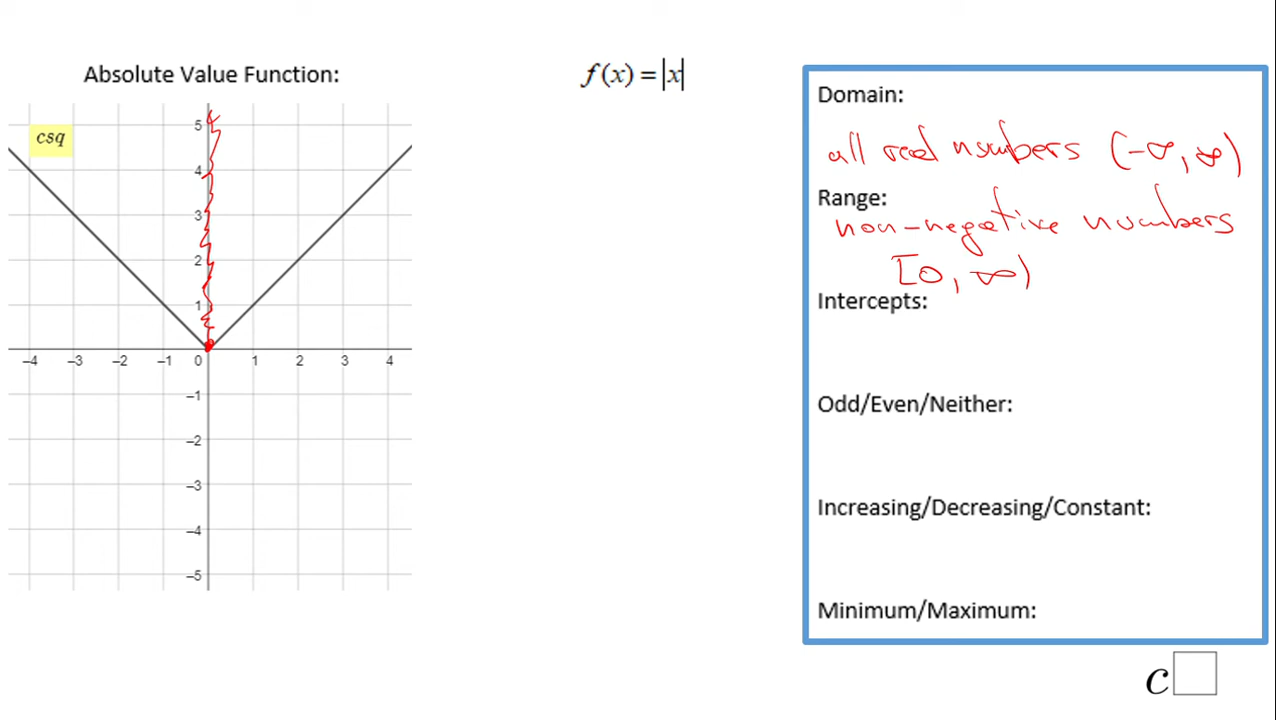 Absolute Value Function:
f(x) = |x|
csq
5
4
3
2
1
–4 –3 –2 –1 0 1 2 3 4
–1
–2
–3
–4
–5
Domain:
all real numbers (-∞, ∞)
Range:
non-negative numbers
[0, ∞)
Intercepts:
Odd/Even/Neither:
Increasing/Decreasing/Constant:
Minimum/Maximum:
c